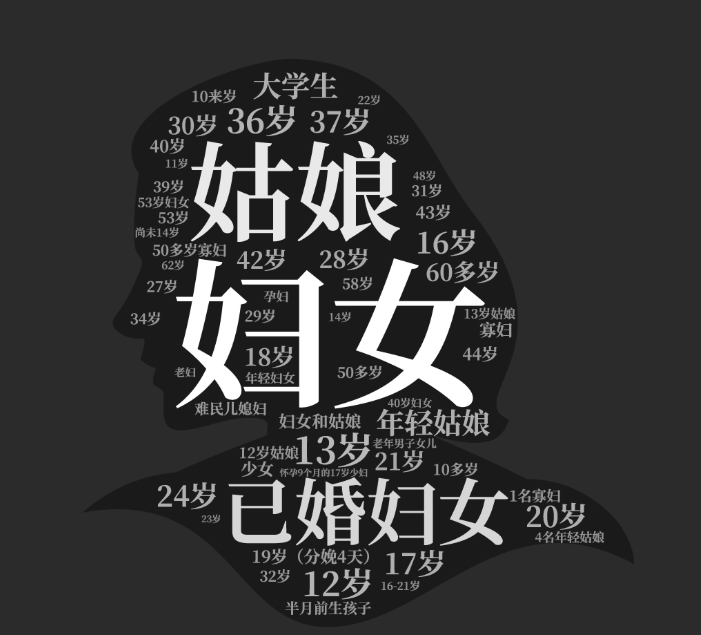 大学生
10来岁
22岁
30岁 36岁 37岁
40岁
35岁
11岁
姑娘
39岁
48岁
31岁
53岁妇女
53岁
43岁
尚未14岁
16岁
50多岁寡妇 42岁 28岁
62岁
60多岁
27岁
58岁
孕妇
妇女
34岁
29岁
14岁
13岁姑娘
寡妇
18岁
44岁
老妇
年轻妇女
50多岁
难民儿媳妇
40岁妇女
妇女和姑娘 年轻姑娘
13岁
老年男子女儿
12岁姑娘
21岁
少女
怀孕9个月的17岁少妇
10多岁
24岁
已婚妇女
1名寡妇
20岁
23岁
4名年轻姑娘
19岁（分娩4天） 17岁
32岁 12岁 16-21岁
半月前生孩子